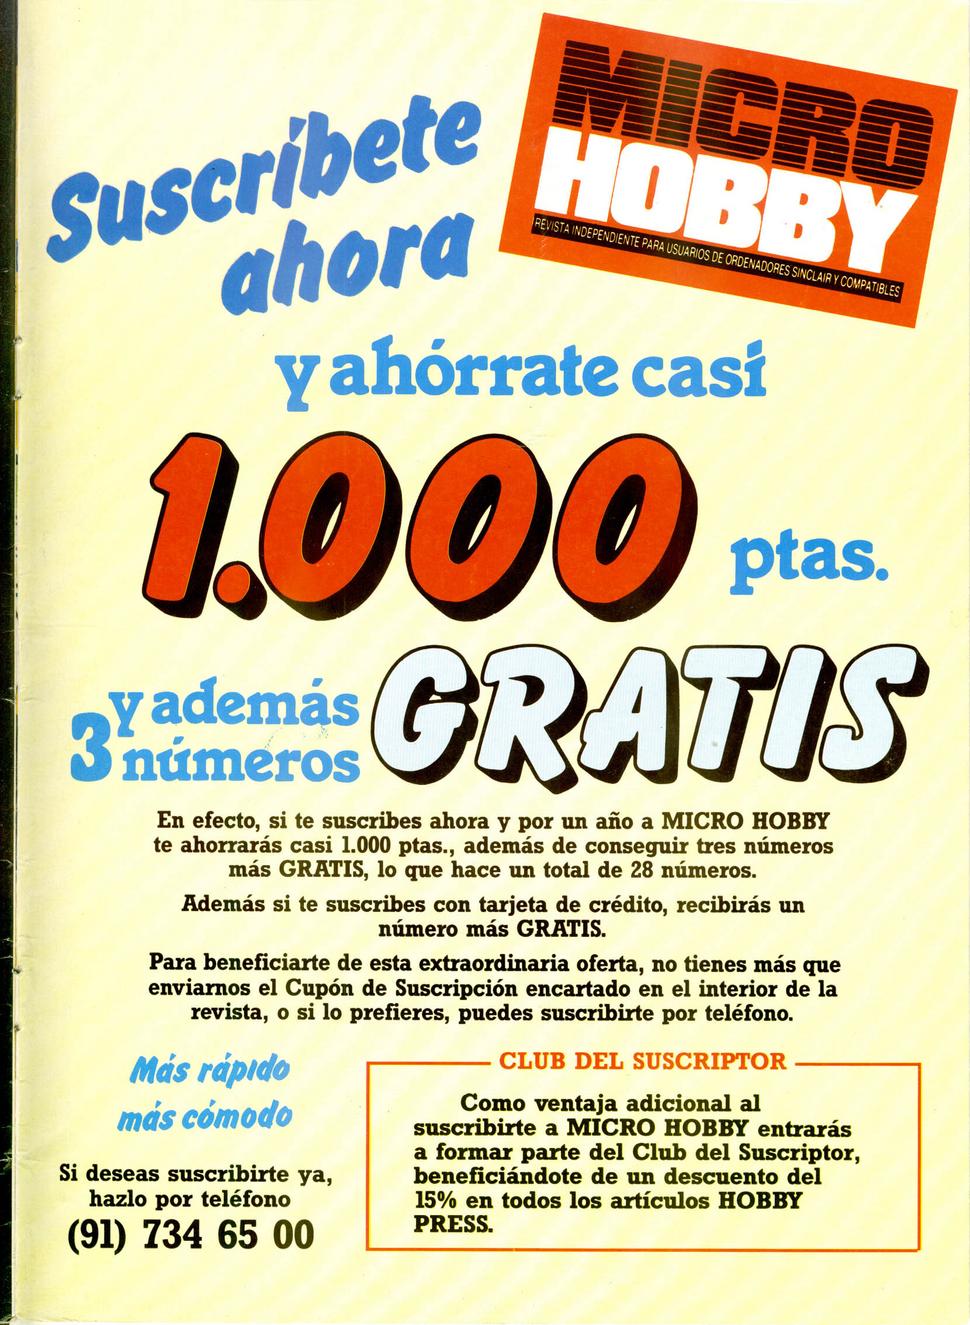 MICRO
HOBBY
REVISTA INDEPENDIENTE PARA USUARIOS DE ORDENADORES SINCLAIR Y COMPATIBLES
Suscríbete
ahora
y ahórrate casi
1.000 ptas.
y además
3 números
GRATIS
En efecto, si te suscribes ahora y por un año a MICRO HOBBY
te ahorrarás casi 1.000 ptas., además de conseguir tres números
más GRATIS, lo que hace un total de 28 números.
Además si te suscribes con tarjeta de crédito, recibirás un
número más GRATIS.
Para beneficiarte de esta extraordinaria oferta, no tienes más que
enviarnos el Cupón de Suscripción encartado en el interior de la
revista, o si lo prefieres, puedes suscribirte por teléfono.
Más rápido
más cómodo
Si deseas suscribirte ya,
hazlo por teléfono
(91) 734 65 00
CLUB DEL SUSCRIPTOR
Como ventaja adicional al
suscribirte a MICRO HOBBY entrarás
a formar parte del Club del Suscriptor,
beneficiándote de un descuento del
15% en todos los artículos HOBBY
PRESS.